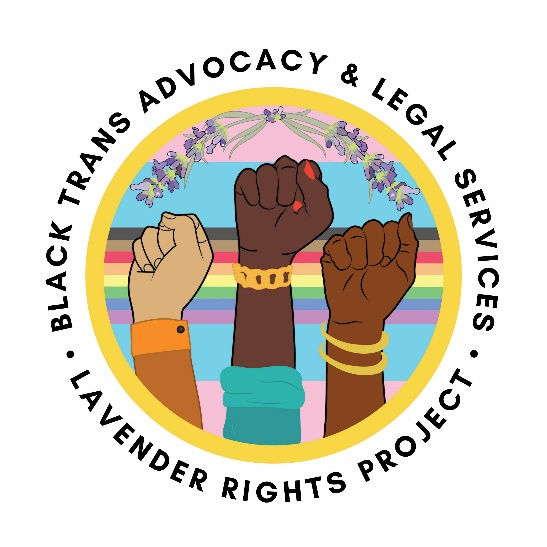 BLACK TRANS ADVOCACY & LEGAL SERVICES
• LAVENDER RIGHTS PROJECT •